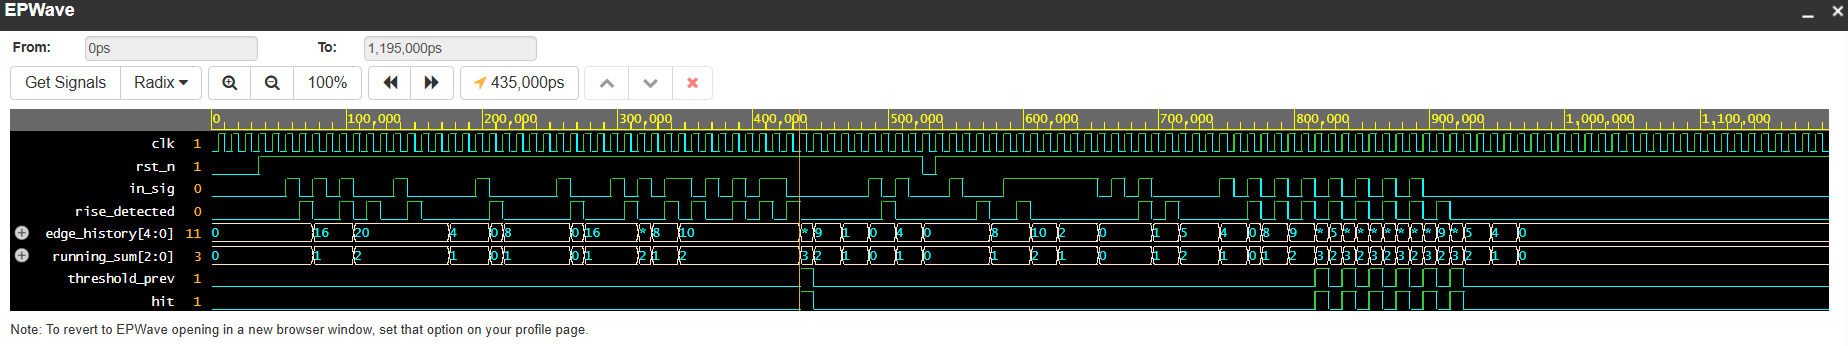 EPWave
From: 0ps To: 1,195,000ps
Get Signals Radix 100% 435,000ps
0 100,000 200,000 300,000 400,000 500,000 600,000 700,000 800,000 900,000 1,000,000 1,100,000
clk 1
rst_n 1
in_sig 0
rise_detected 0
edge_history[4:0] 11 0 16 20 4 0 8 0 16 * 8 10 * 9 1 0 4 0 8 10 2 0 1 5 4 0 8 9 * 5 * * * * * * * 9 * 5 4 0
running_sum[2:0] 3 0 1 2 1 0 1 0 1 2 1 2 3 2 1 0 1 0 1 2 1 0 1 2 1 0 1 2 3 2 3 2 3 2 3 2 3 2 3 2 1 0
threshold_prev 1
hit 1
Note: To revert to EPWave opening in a new browser window, set that option on your profile page.